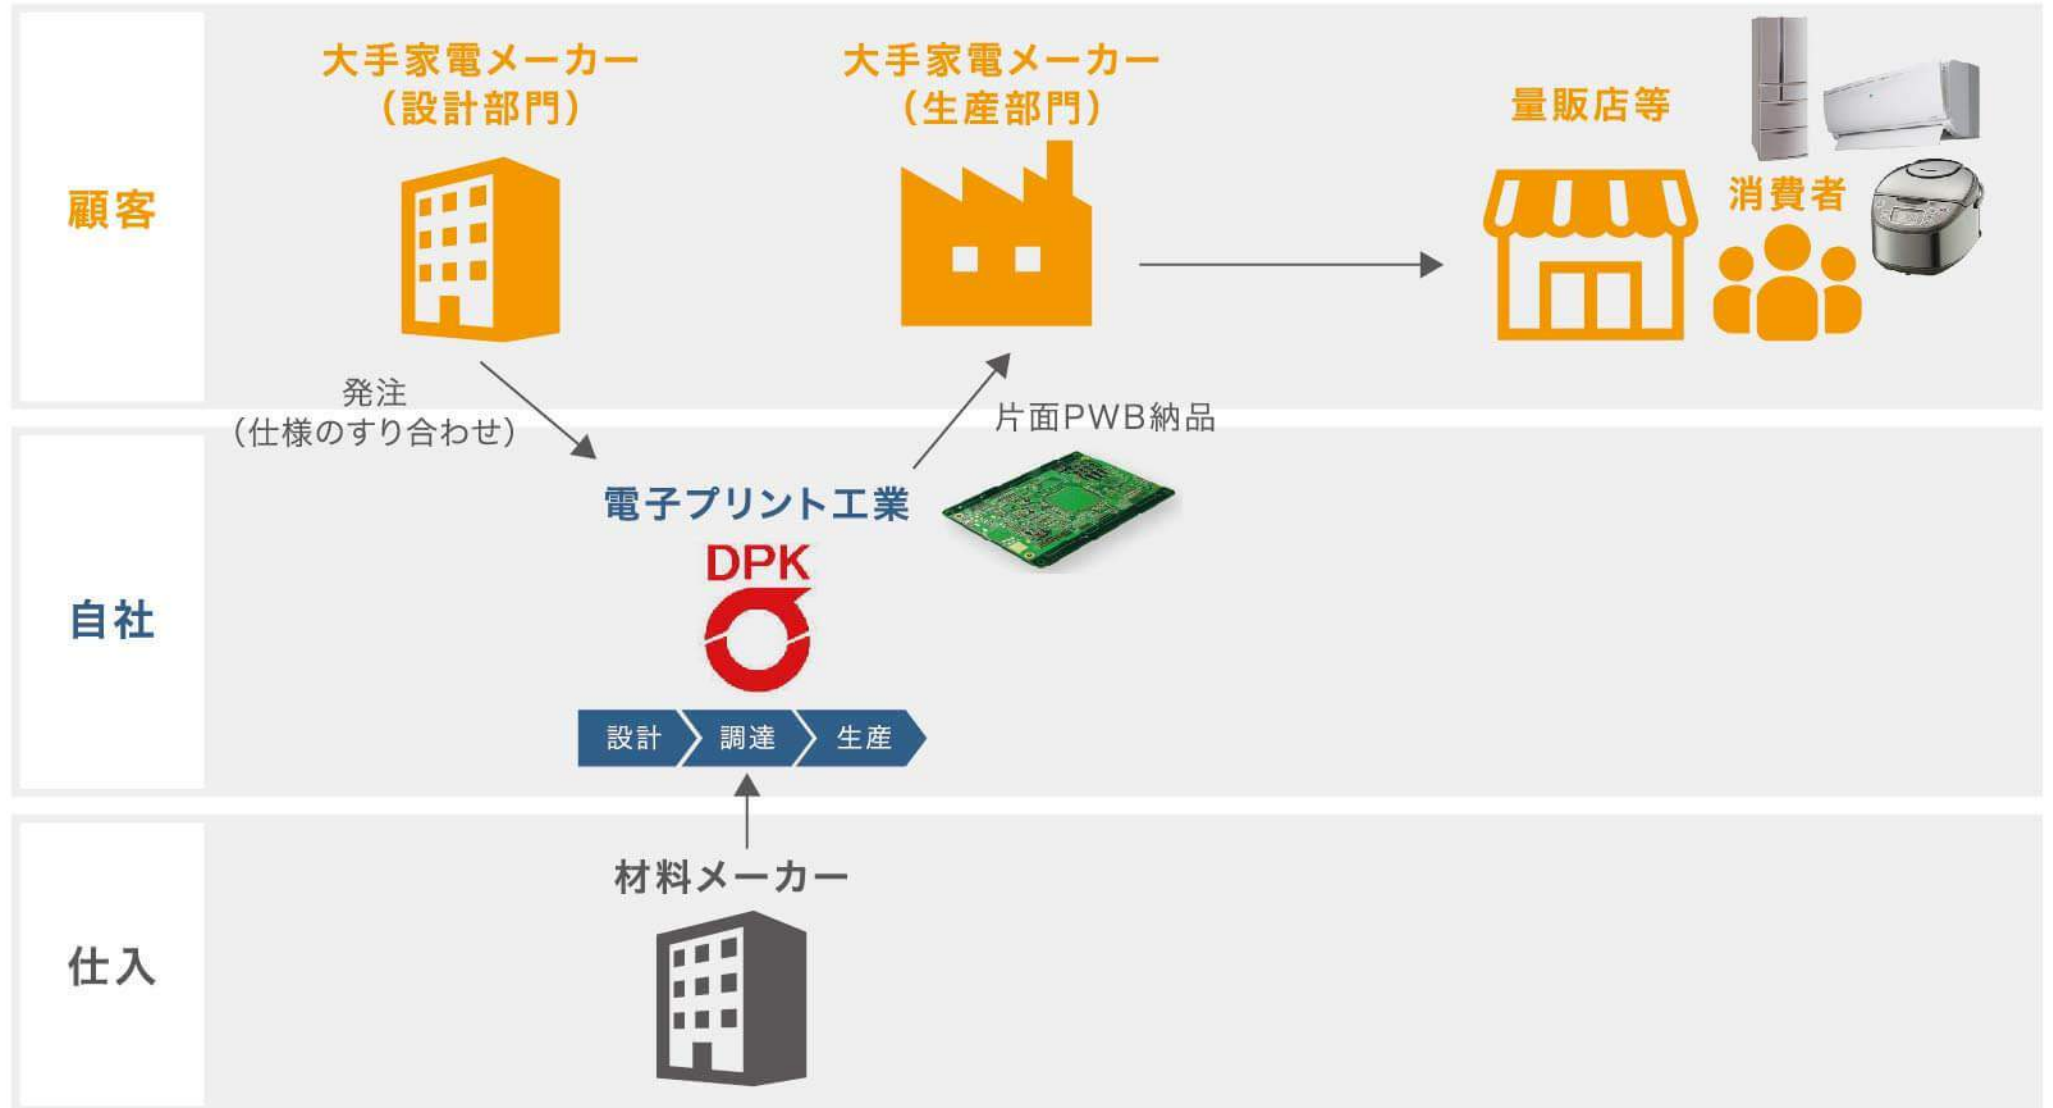 大手家電メーカー
（設計部門）
大手家電メーカー
（生産部門）
量販店等
消費者
顧客
発注
（仕様のすり合わせ）
片面PWB納品
電子プリント工業
DPK
自社
設計
調達
生産
材料メーカー
仕入